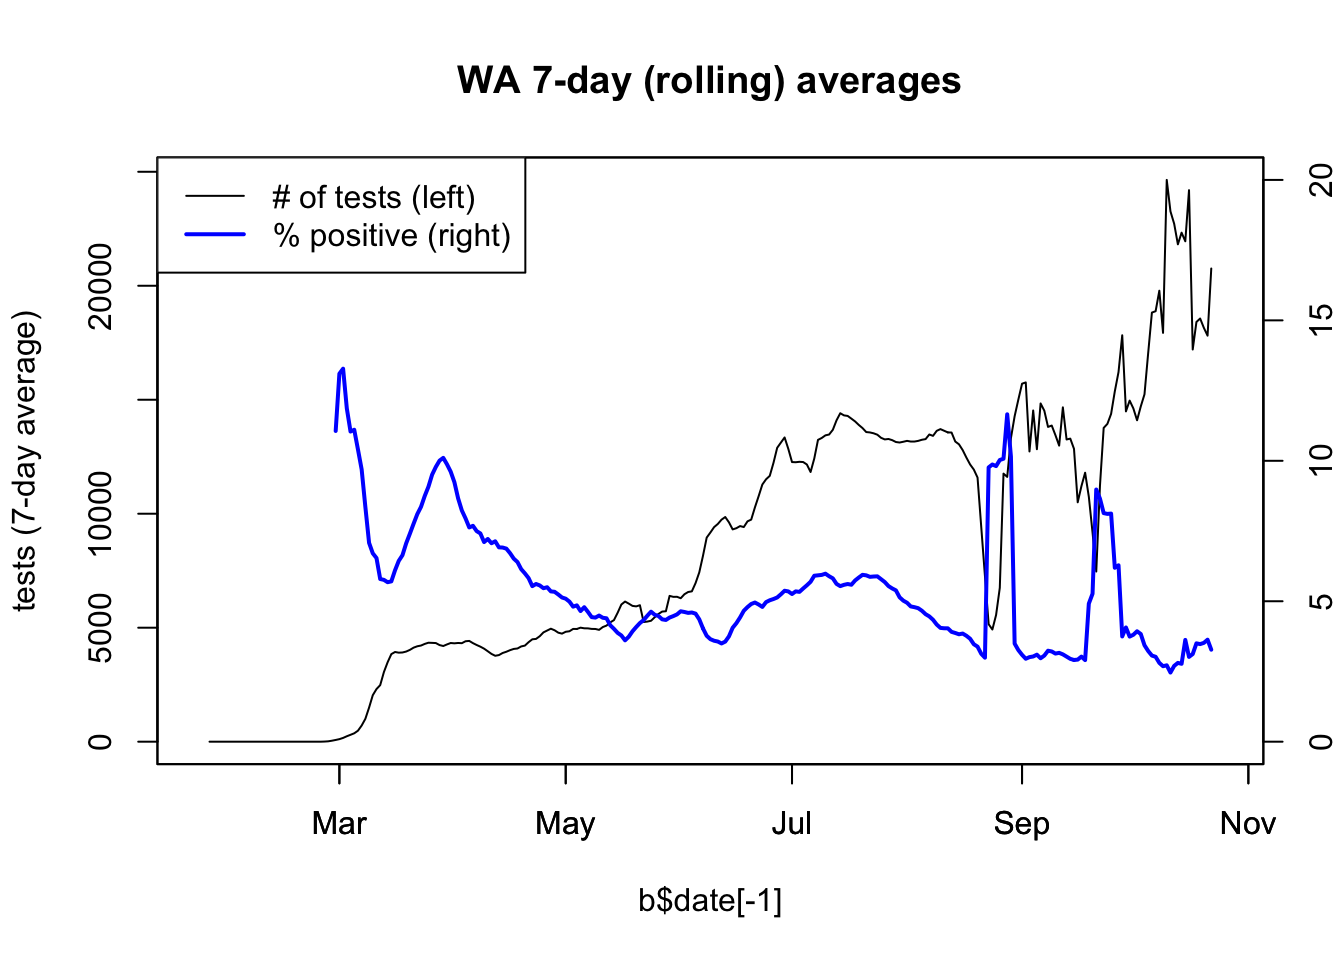 WA 7-day (rolling) averages
# of tests (left)
% positive (right)
tests (7-day average)
20000
10000
5000
0
20
15
10
5
0
Mar May Jul Sep Nov
b$date[-1]